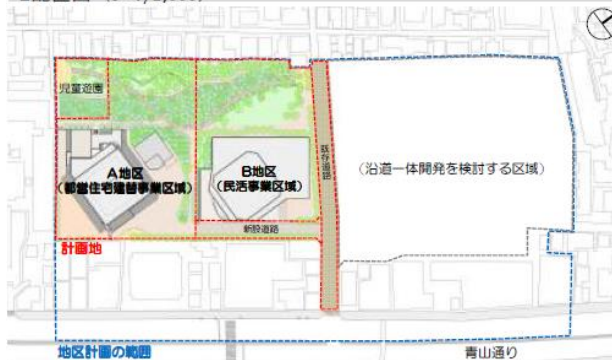 児童遊園
A地区
（都営住宅建替事業区域）
B地区
（民活事業区域）
既存道路
（沿道一体開発を検討する区域）
新設道路
計画地
地区計画の範囲
青山通り